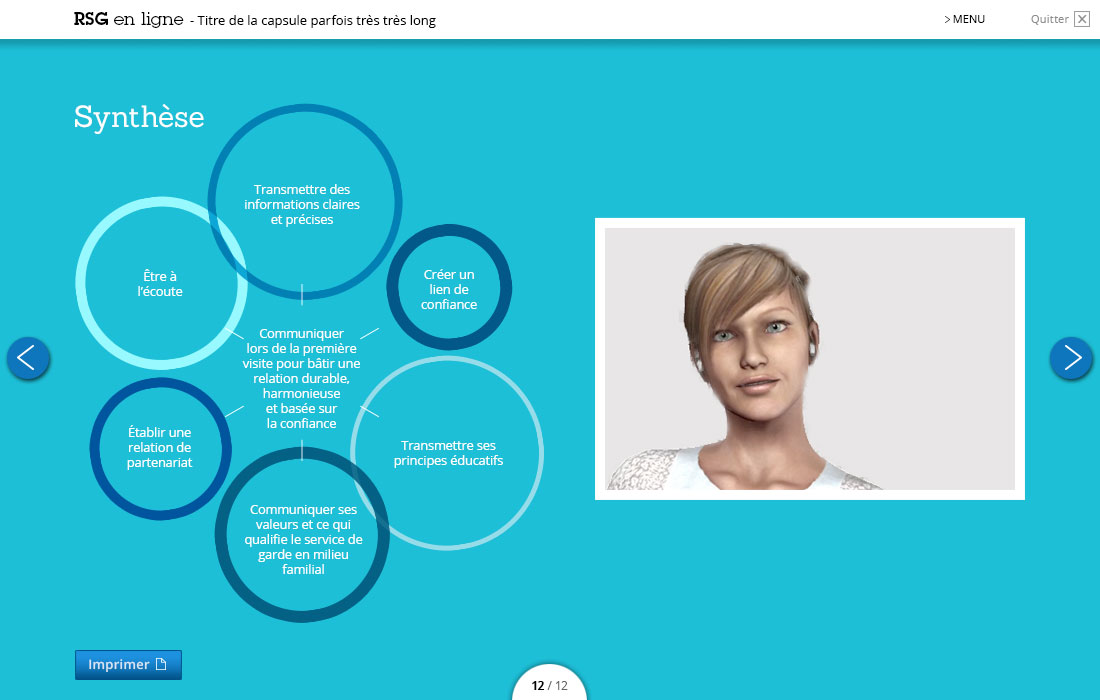 RSG en ligne - Titre de la capsule parfois très très long
> MENU
Quitter
Synthèse
Transmettre des
informations claires
et précises
Être à
l'écoute
Créer un
lien de
confiance
Communiquer
lors de la première
visite pour bâtir une
relation durable,
harmonieuse
et basée sur
la confiance
Établir une
relation de
partenariat
Transmettre ses
principes éducatifs
Communiquer ses
valeurs et ce qui
qualifie le service de
garde en milieu
familial
Imprimer
12 / 12